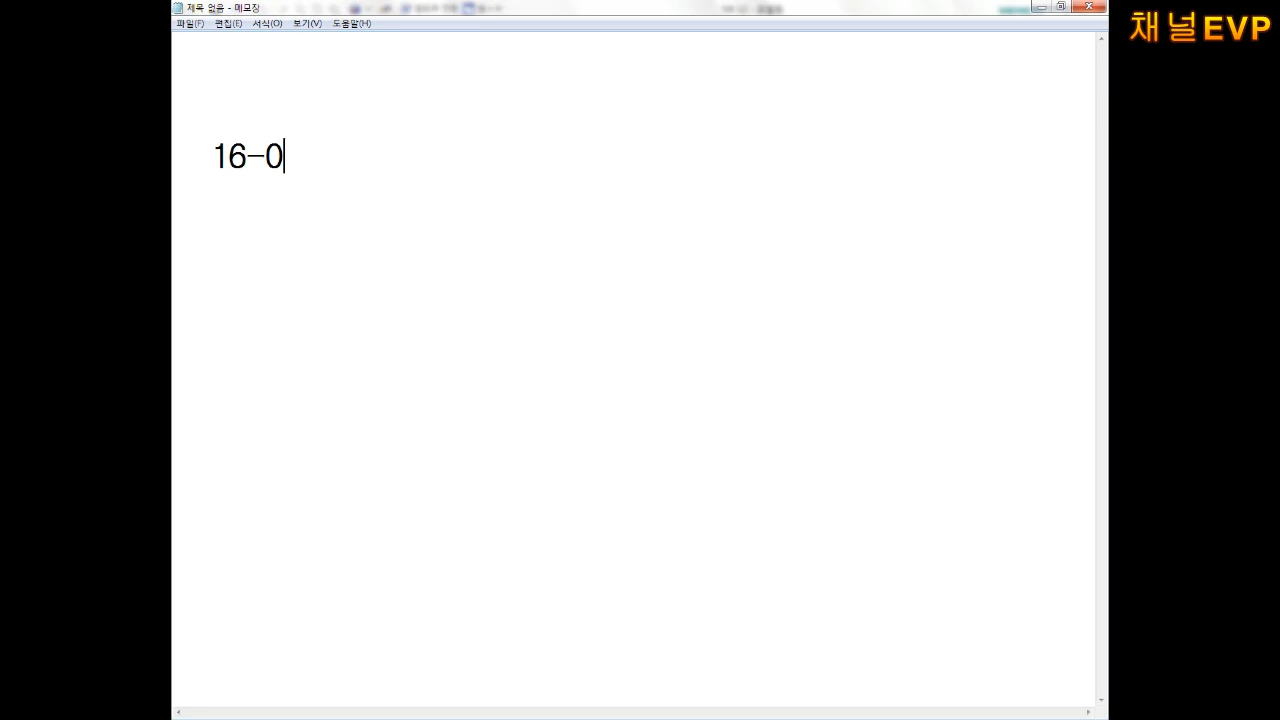 제목 없음 - 메모장
채널EVP
파일(F) 편집(E) 서식(O) 보기(V) 도움말(H)
16-0